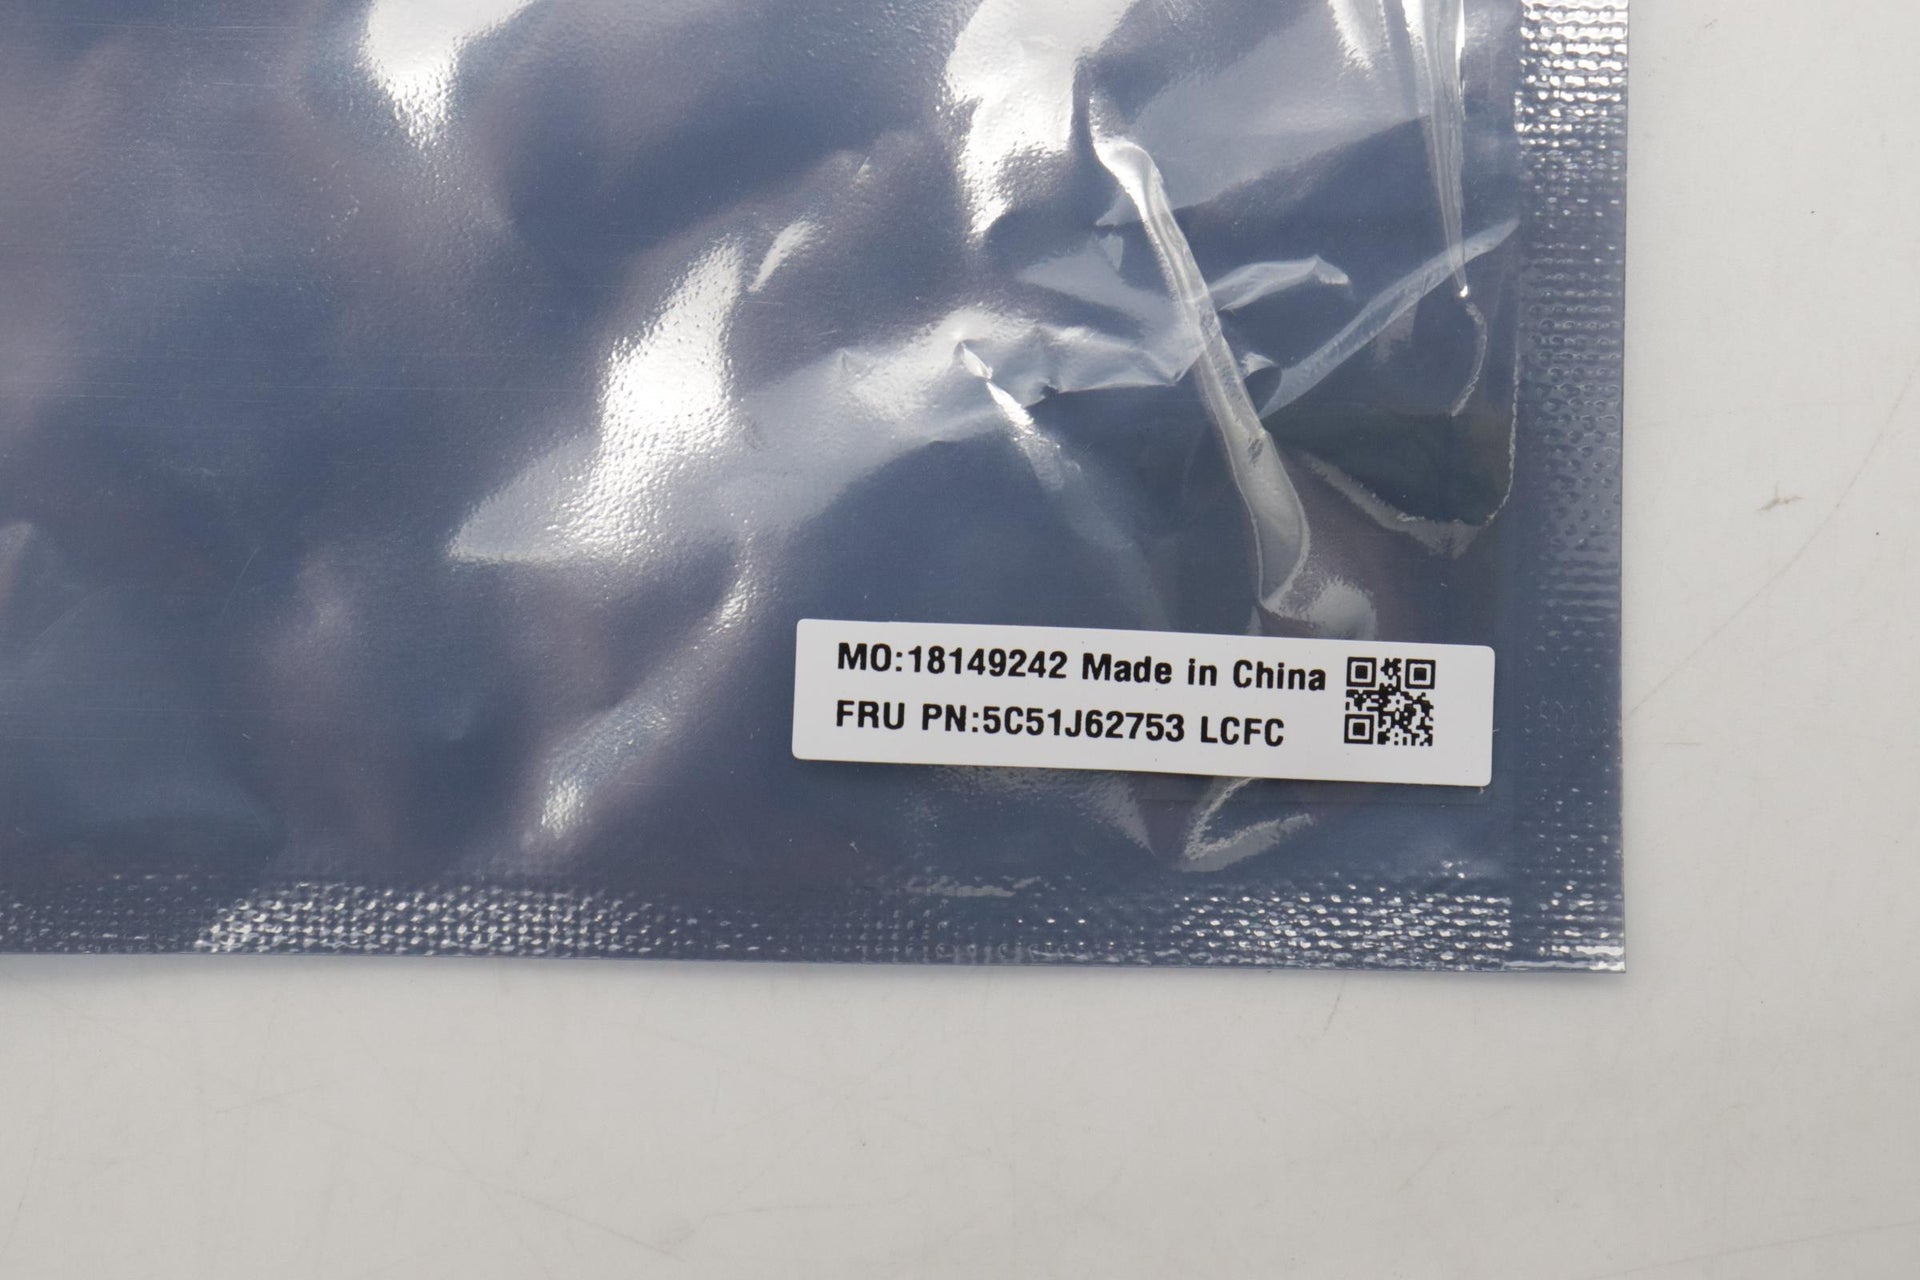 MO:18149242 Made in China
FRU PN:5C51J62753 LCFC